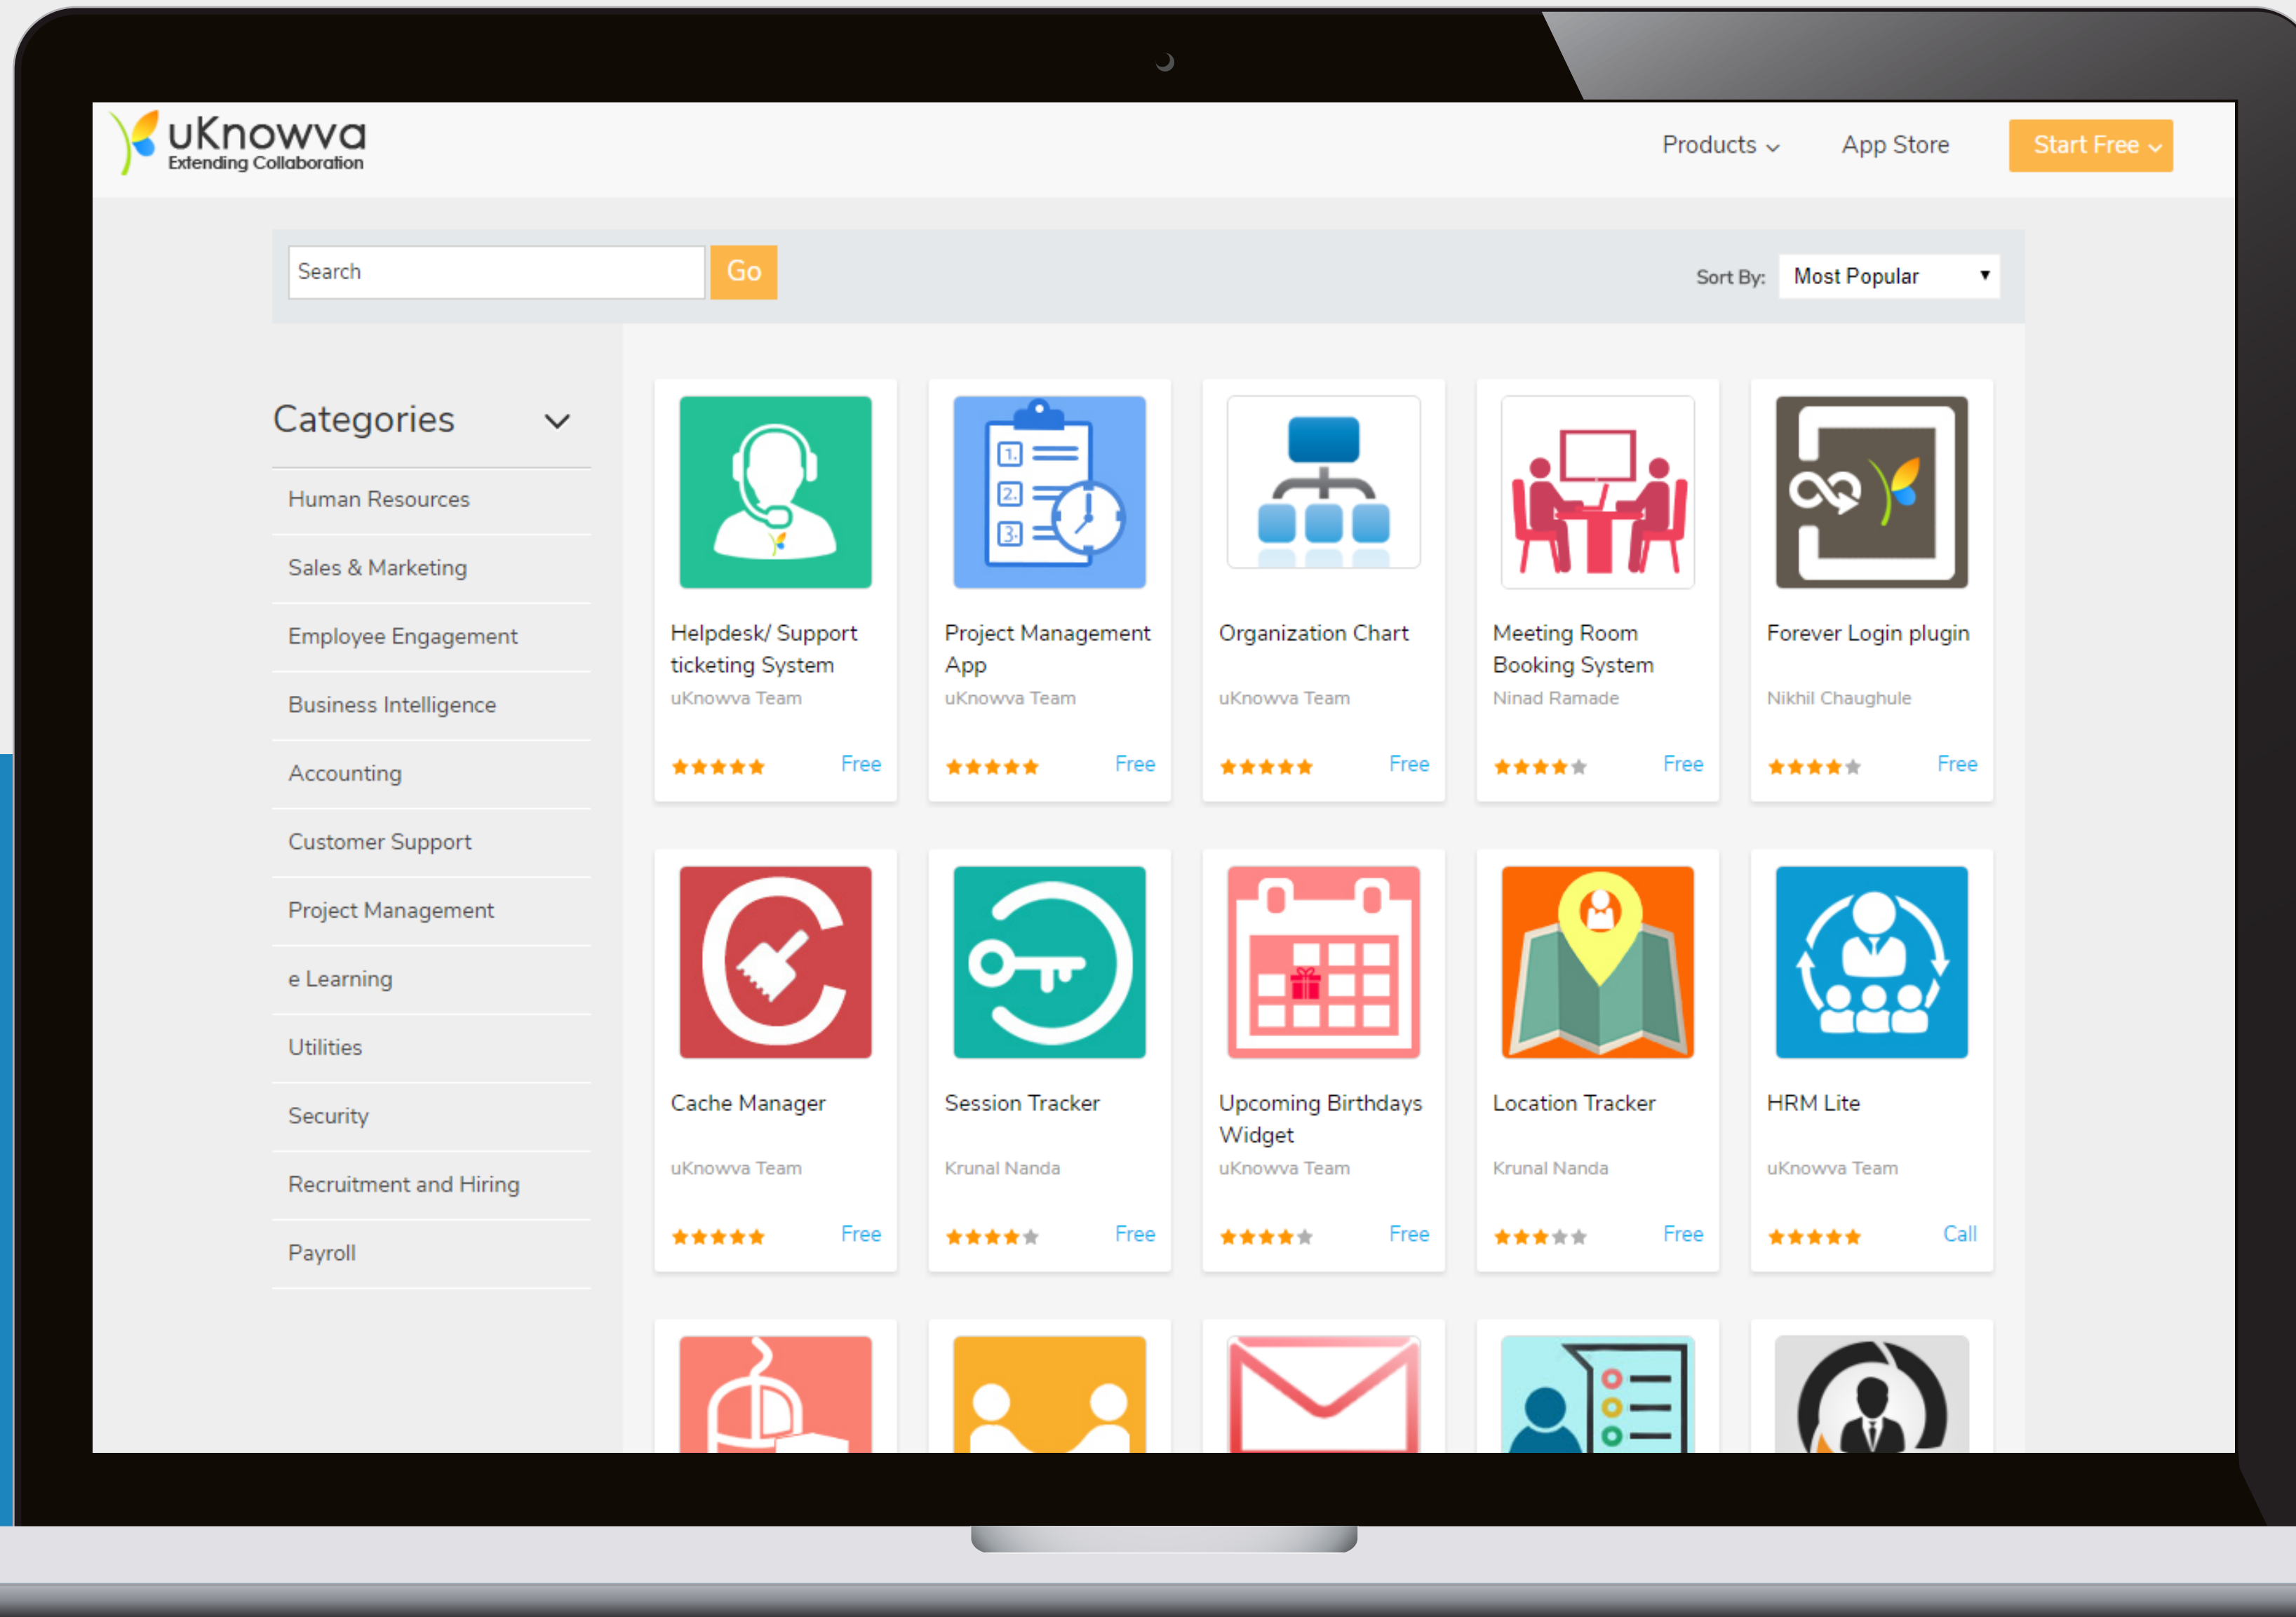 uKnowva
Extending Collaboration
Products
App Store
Start Free
Search
Go
Sort By:
Most Popular
Categories
Human Resources
Sales & Marketing
Employee Engagement
Business Intelligence
Accounting
Customer Support
Project Management
e Learning
Utilities
Security
Recruitment and Hiring
Payroll
1.
2.
3.
Helpdesk/ Support
ticketing System
uKnowva Team
Free
Project Management
App
uKnowva Team
Free
Organization Chart
uKnowva Team
Free
Meeting Room
Booking System
Ninad Ramade
Free
Forever Login plugin
Nikhil Chaughule
Free
Cache Manager
uKnowva Team
Free
Session Tracker
Krunal Nanda
Free
Upcoming Birthdays
Widget
uKnowva Team
Free
Location Tracker
Krunal Nanda
Free
HRM Lite
uKnowva Team
Call